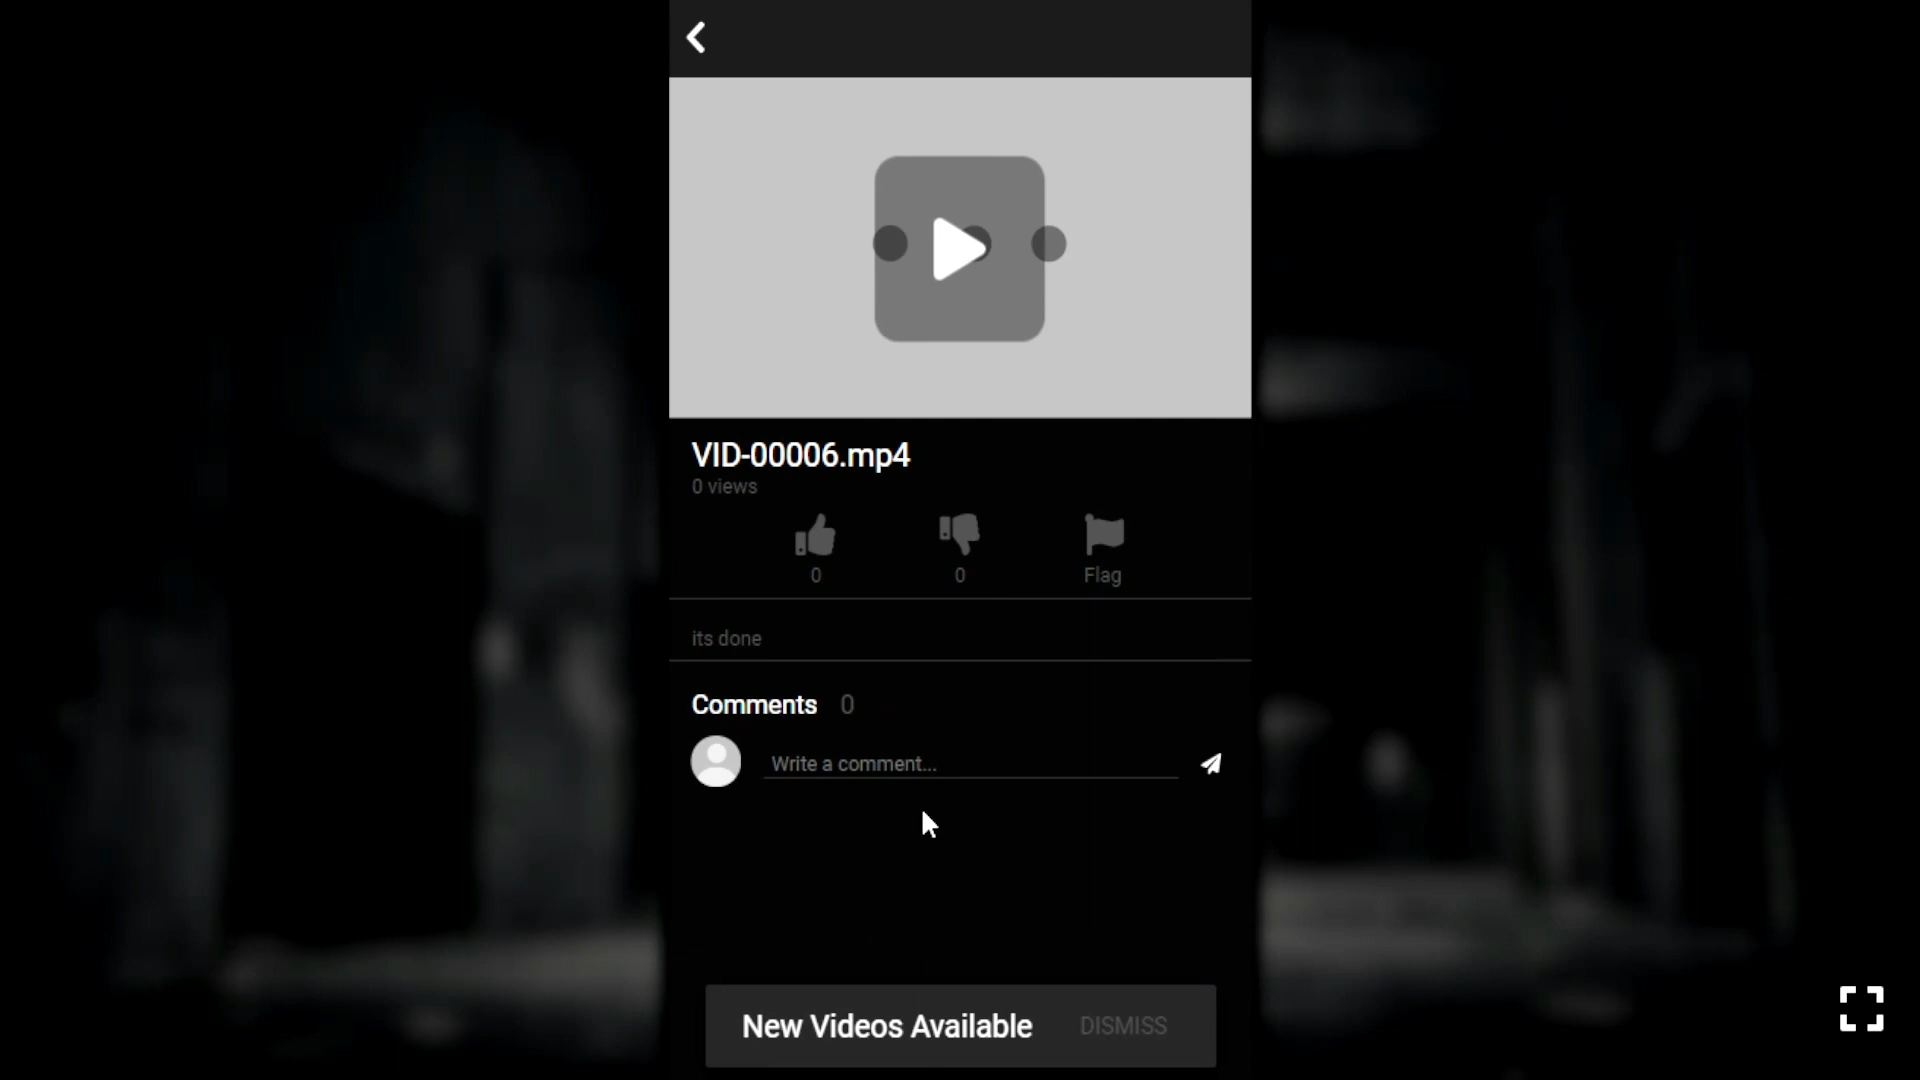 VID-00006.mp4
0 views
0 0 Flag
its done
Comments 0
Write a comment...
New Videos Available DISMISS